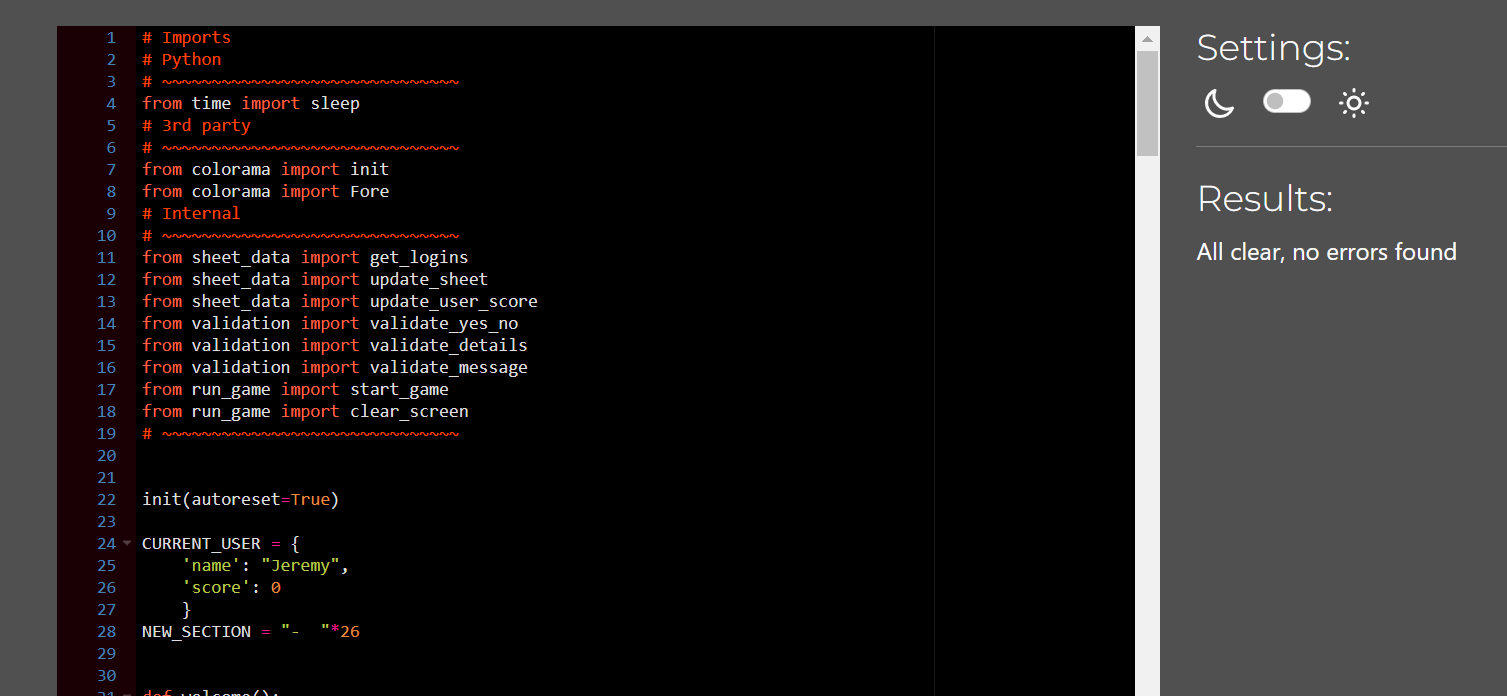 1 # Imports
2 # Python
3 # ~~~~~~~~~~~~~~~~~~~~~~~~~~~~~~
4 from time import sleep
5 # 3rd party
6 # ~~~~~~~~~~~~~~~~~~~~~~~~~~~~~~
7 from colorama import init
8 from colorama import Fore
9 # Internal
10 # ~~~~~~~~~~~~~~~~~~~~~~~~~~~~~~
11 from sheet_data import get_logins
12 from sheet_data import update_sheet
13 from sheet_data import update_user_score
14 from validation import validate_yes_no
15 from validation import validate_details
16 from validation import validate_message
17 from run_game import start_game
18 from run_game import clear_screen
19 # ~~~~~~~~~~~~~~~~~~~~~~~~~~~~~~
20
21
22 init(autoreset=True)
23
24 CURRENT_USER = {
25     'name': "Jeremy",
26     'score': 0
27     }
28 NEW_SECTION = "-  "*26
29
30
31 def welcome():
Settings:
Results:
All clear, no errors found